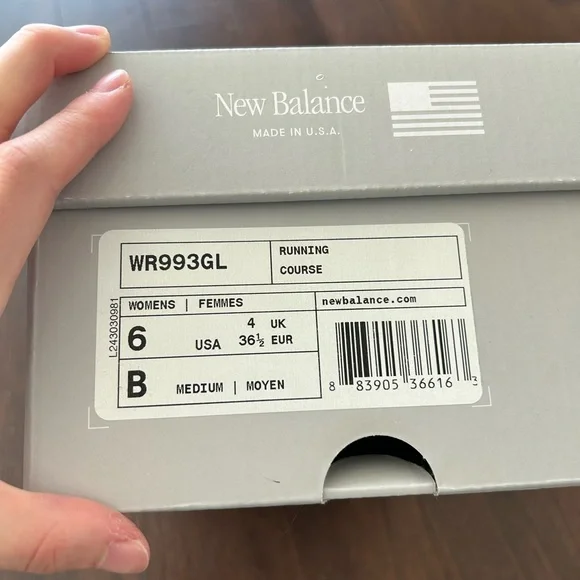 New Balance
MADE IN U.S.A.
WR993GL
RUNNING
COURSE
WOMENS | FEMMES
newbalance.com
6 USA
4 UK
36½ EUR
B MEDIUM | MOYEN
L243030981
8 83905 36616 2